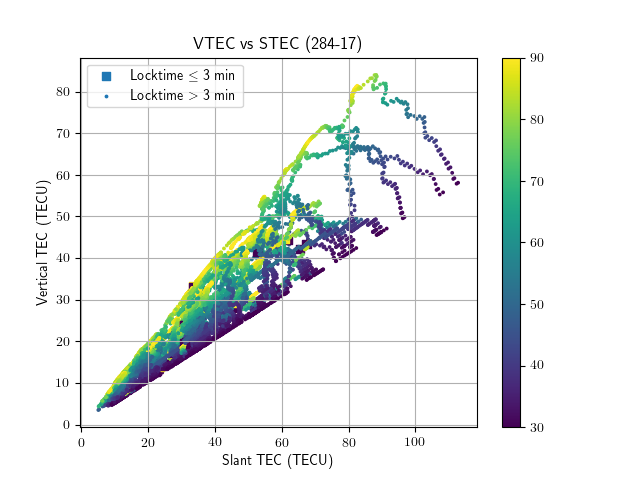 VTEC vs STEC (284-17)
Locktime ≤ 3 min
Locktime > 3 min
Vertical TEC (TECU)
80
70
60
50
40
30
20
10
0
0 20 40 60 80 100
Slant TEC (TECU)
90
80
70
60
50
40
30